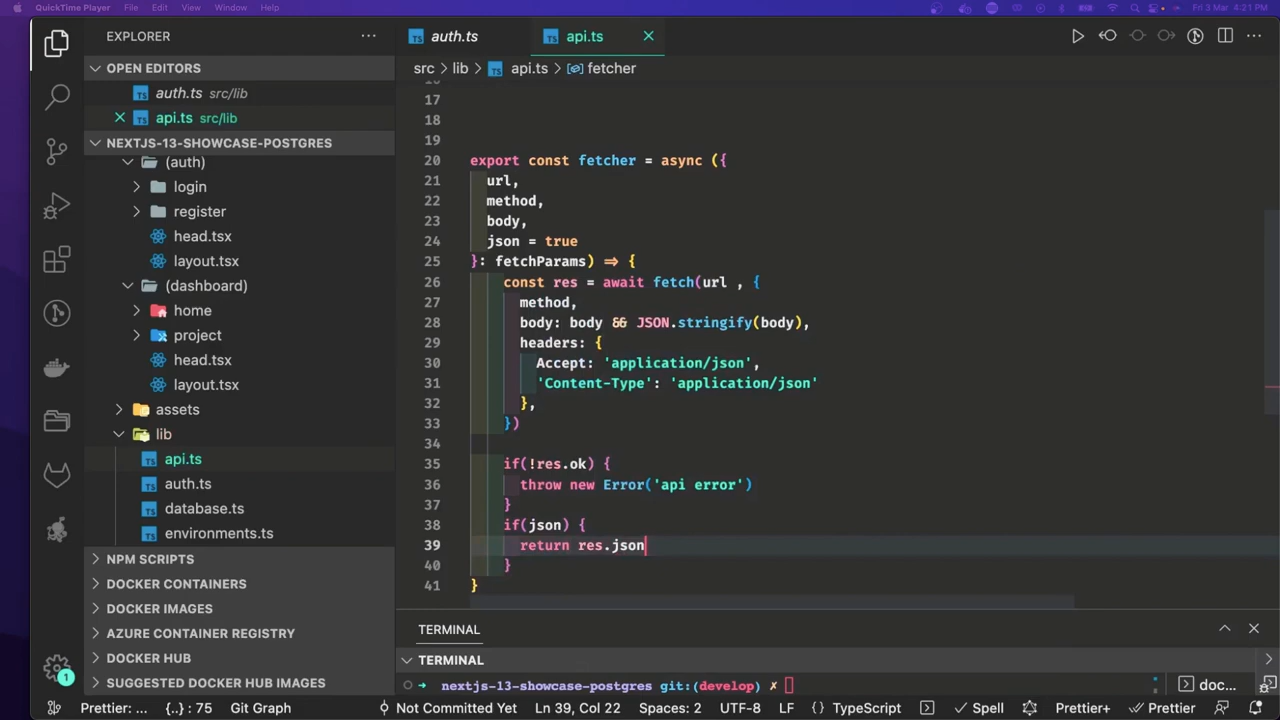 QuickTime Player File Edit View Window Help Fri 3 Mar 4:21 PM
EXPLORER
OPEN EDITORS
auth.ts src/lib
api.ts src/lib
NEXTJS-13-SHOWCASE-POSTGRES
(auth)
login
register
head.tsx
layout.tsx
(dashboard)
home
project
head.tsx
layout.tsx
assets
lib
api.ts
auth.ts
database.ts
environments.ts
NPM SCRIPTS
DOCKER CONTAINERS
DOCKER IMAGES
AZURE CONTAINER REGISTRY
DOCKER HUB
SUGGESTED DOCKER HUB IMAGES
1
auth.ts api.ts
src > lib > api.ts > fetcher
17
18
19
20 export const fetcher = async ({
21 url,
22 method,
23 body,
24 json = true
25 }: fetchParams) ⇒ {
26 const res = await fetch(url , {
27 method,
28 body: body && JSON.stringify(body),
29 headers: {
30 Accept: 'application/json',
31 'Content-Type': 'application/json'
32 },
33 })
34
35 if(!res.ok) {
36 throw new Error('api error')
37 }
38 if(json) {
39 return res.json
40 }
41 }
TERMINAL
TERMINAL
nextjs-13-showcase-postgres git:(develop) ✗
doc...
Prettier: ... {..} : 75 Git Graph Not Committed Yet Ln 39, Col 22 Spaces: 2 UTF-8 LF {} TypeScript Spell Prettier+ Prettier